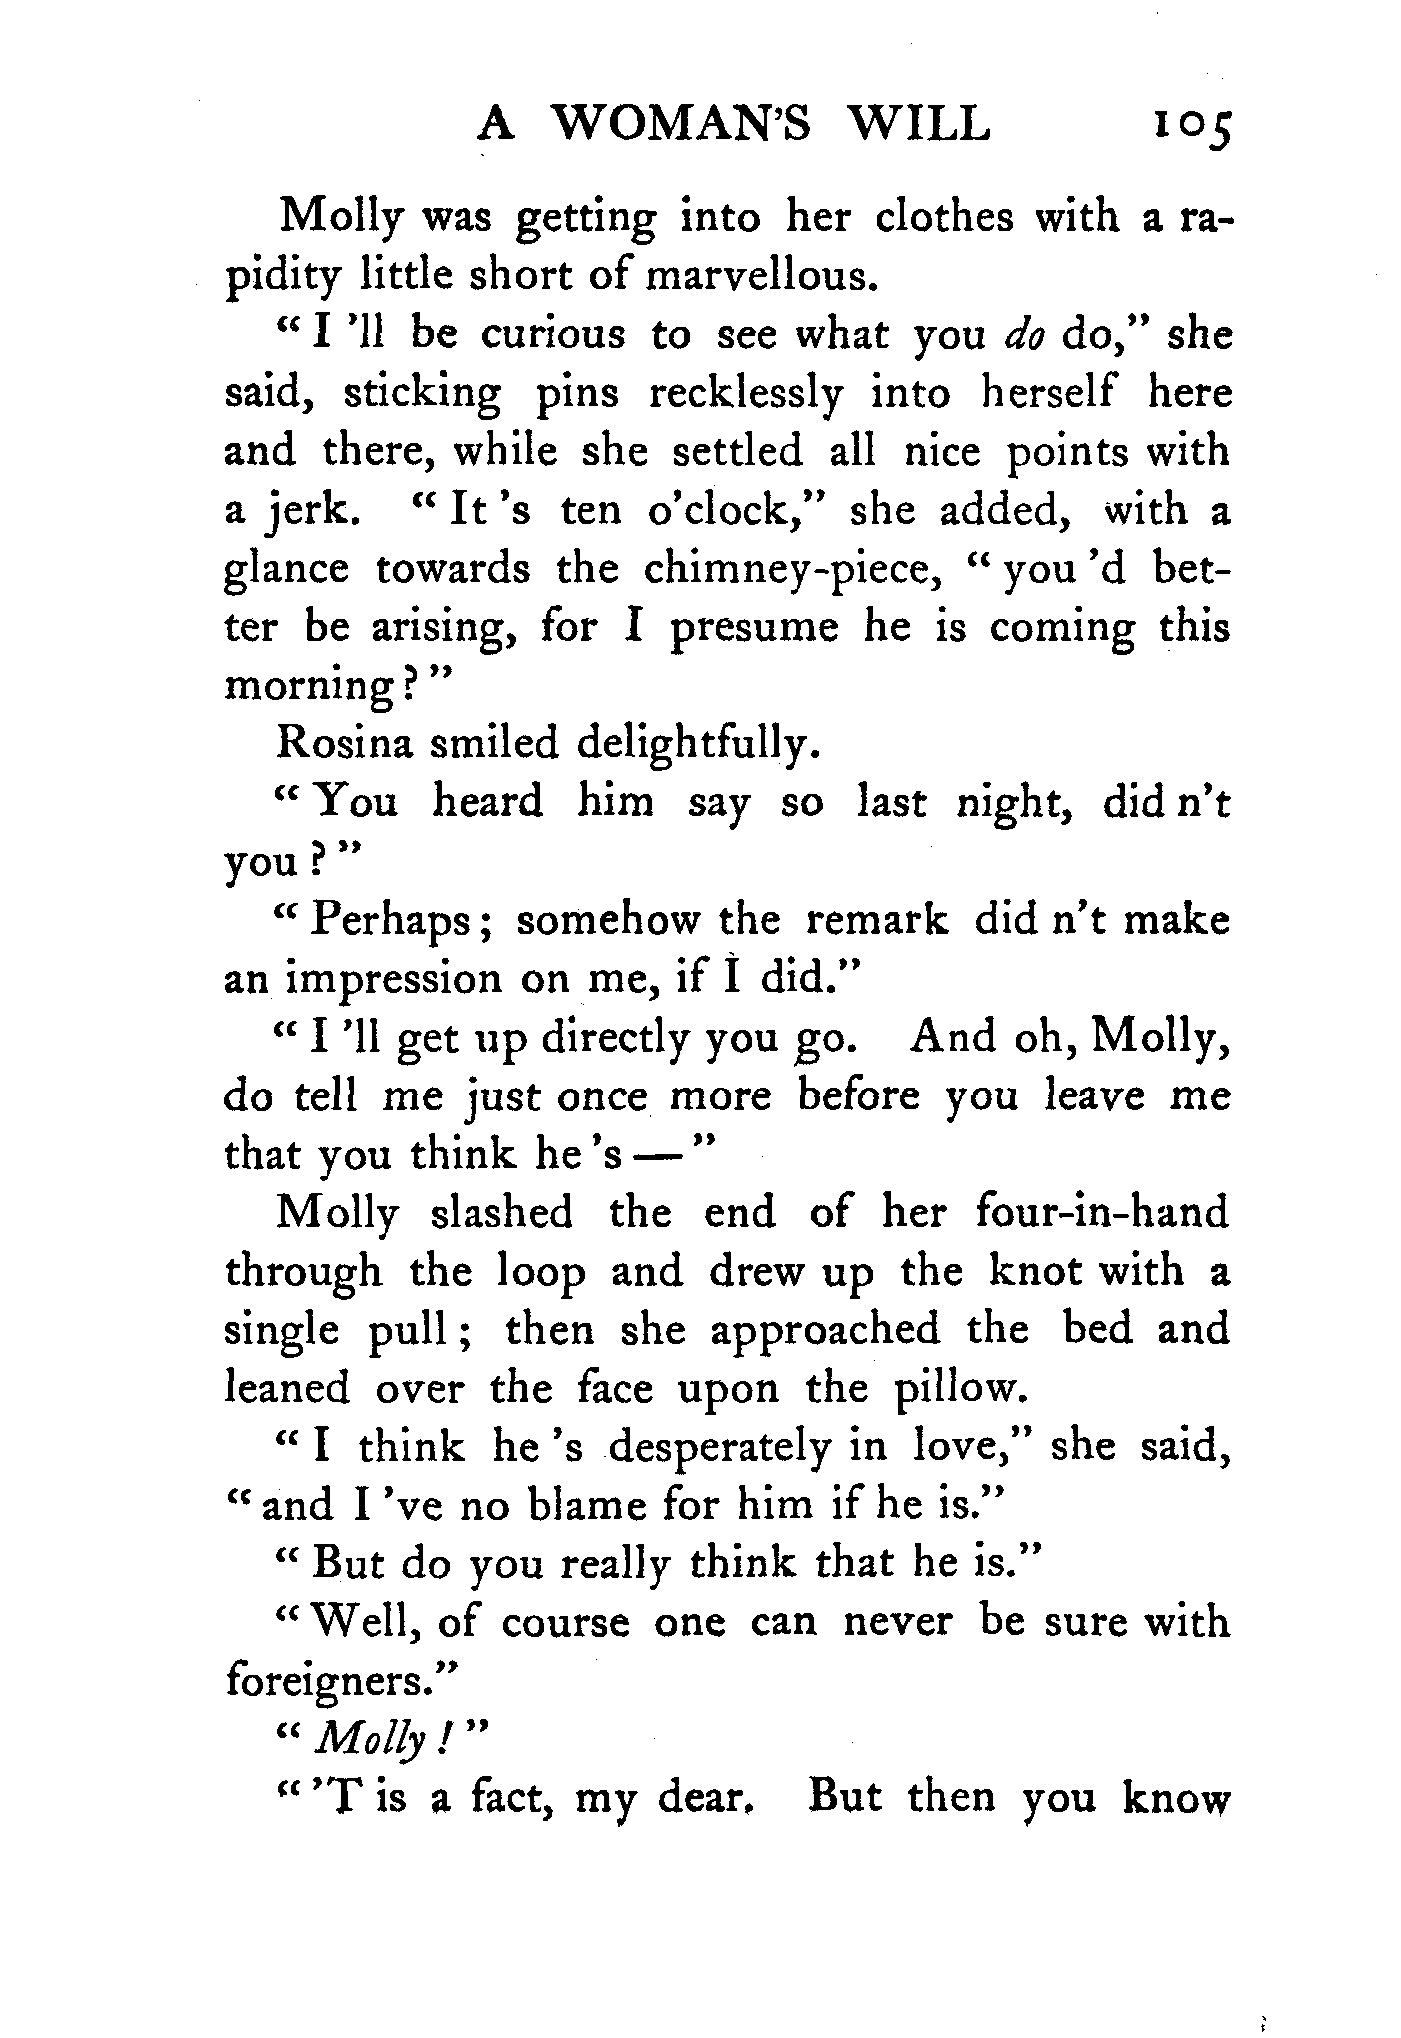 A WOMAN'S WILL 105
Molly was getting into her clothes with a ra-
pidity little short of marvellous.
“ I 'll be curious to see what you do do,” she
said, sticking pins recklessly into herself here
and there, while she settled all nice points with
a jerk. “ It 's ten o'clock,” she added, with a
glance towards the chimney-piece, “ you 'd bet-
ter be arising, for I presume he is coming this
morning ? ”
Rosina smiled delightfully.
“ You heard him say so last night, did n't
you ? ”
“ Perhaps ; somehow the remark did n't make
an impression on me, if I did.”
“ I 'll get up directly you go. And oh, Molly,
do tell me just once more before you leave me
that you think he 's — ”
Molly slashed the end of her four-in-hand
through the loop and drew up the knot with a
single pull ; then she approached the bed and
leaned over the face upon the pillow.
“ I think he 's desperately in love,” she said,
“ and I 've no blame for him if he is.”
“ But do you really think that he is.”
“ Well, of course one can never be sure with
foreigners.”
“ Molly ! ”
“ 'T is a fact, my dear. But then you know